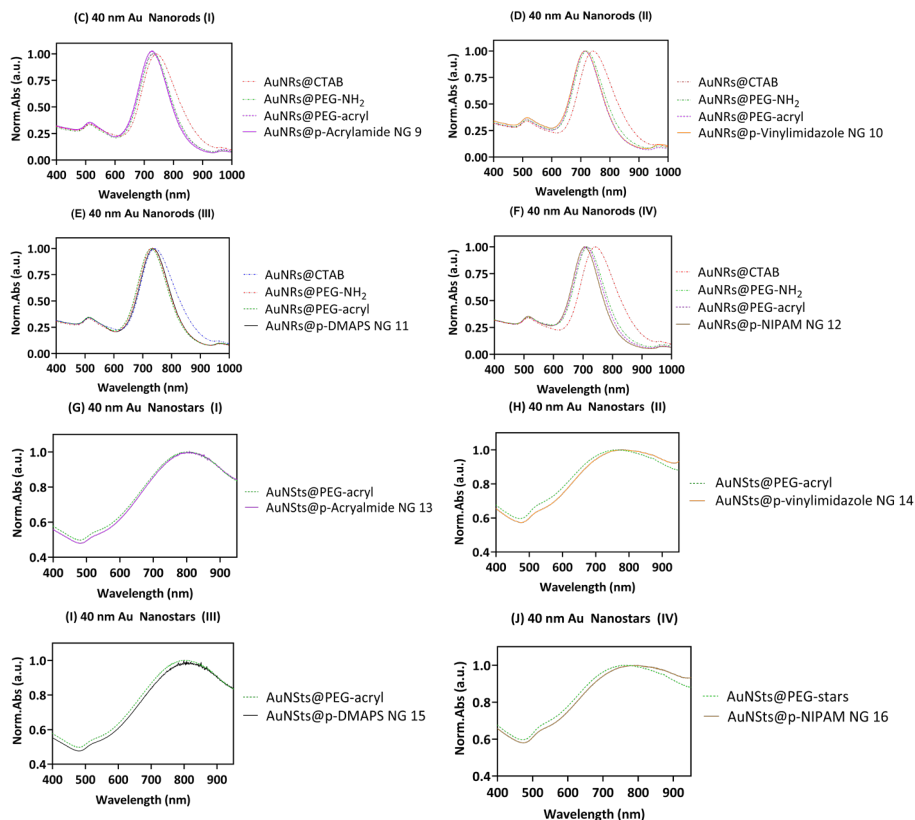 (C) 40 nm Au Nanorods (I)
Norm.Abs (a.u.)
1.00
0.75
0.50
0.25
0.00
400 500 600 700 800 900 1000
Wavelength (nm)
AuNRs@CTAB
AuNRs@PEG-NH2
AuNRs@PEG-acryl
AuNRs@p-Acrylamide NG 9
(D) 40 nm Au Nanorods (II)
Norm.Abs (a.u.)
1.00
0.75
0.50
0.25
0.00
400 500 600 700 800 900 1000
Wavelength (nm)
AuNRs@CTAB
AuNRs@PEG-NH2
AuNRs@PEG-acryl
AuNRs@p-Vinylimidazole NG 10
(E) 40 nm Au Nanorods (III)
Norm.Abs (a.u.)
1.00
0.75
0.50
0.25
0.00
400 500 600 700 800 900 1000
Wavelength (nm)
AuNRs@CTAB
AuNRs@PEG-NH2
AuNRs@PEG-acryl
AuNRs@p-DMAPS NG 11
(F) 40 nm Au Nanorods (IV)
Norm.Abs (a.u.)
1.00
0.75
0.50
0.25
0.00
400 500 600 700 800 900 1000
Wavelength (nm)
AuNRs@CTAB
AuNRs@PEG-NH2
AuNRs@PEG-acryl
AuNRs@p-NIPAM NG 12
(G) 40 nm Au Nanostars (I)
Norm.Abs (a.u.)
1.0
0.8
0.6
0.4
400 500 600 700 800 900
Wavelength (nm)
AuNSts@PEG-acryl
AuNSts@p-Acryalmide NG 13
(H) 40 nm Au Nanostars (II)
Norm.Abs (a.u.)
1.0
0.8
0.6
0.4
400 500 600 700 800 900
Wavelength (nm)
AuNSts@PEG-acryl
AuNSts@p-vinylimidazole NG 14
(I) 40 nm Au Nanostars (III)
Norm.Abs (a.u.)
1.0
0.8
0.6
0.4
400 500 600 700 800 900
Wavelength (nm)
AuNSts@PEG-acryl
AuNSts@p-DMAPS NG 15
(J) 40 nm Au Nanostars (IV)
Norm.Abs (a.u.)
1.0
0.8
0.6
0.4
400 500 600 700 800 900
Wavelength (nm)
AuNSts@PEG-stars
AuNSts@p-NIPAM NG 16